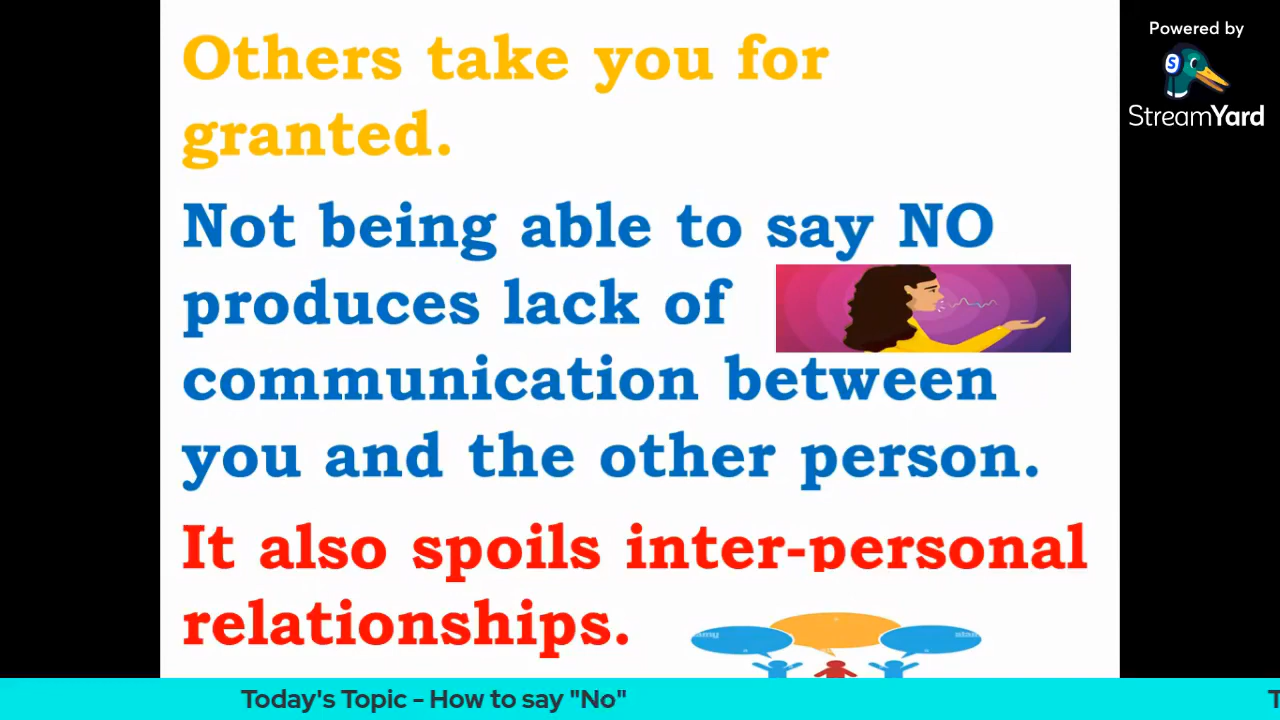 Others take you for
granted.
Not being able to say NO
produces lack of
communication between
you and the other person.
It also spoils inter-personal
relationships.
Powered by
StreamYard
Today's Topic - How to say "No"